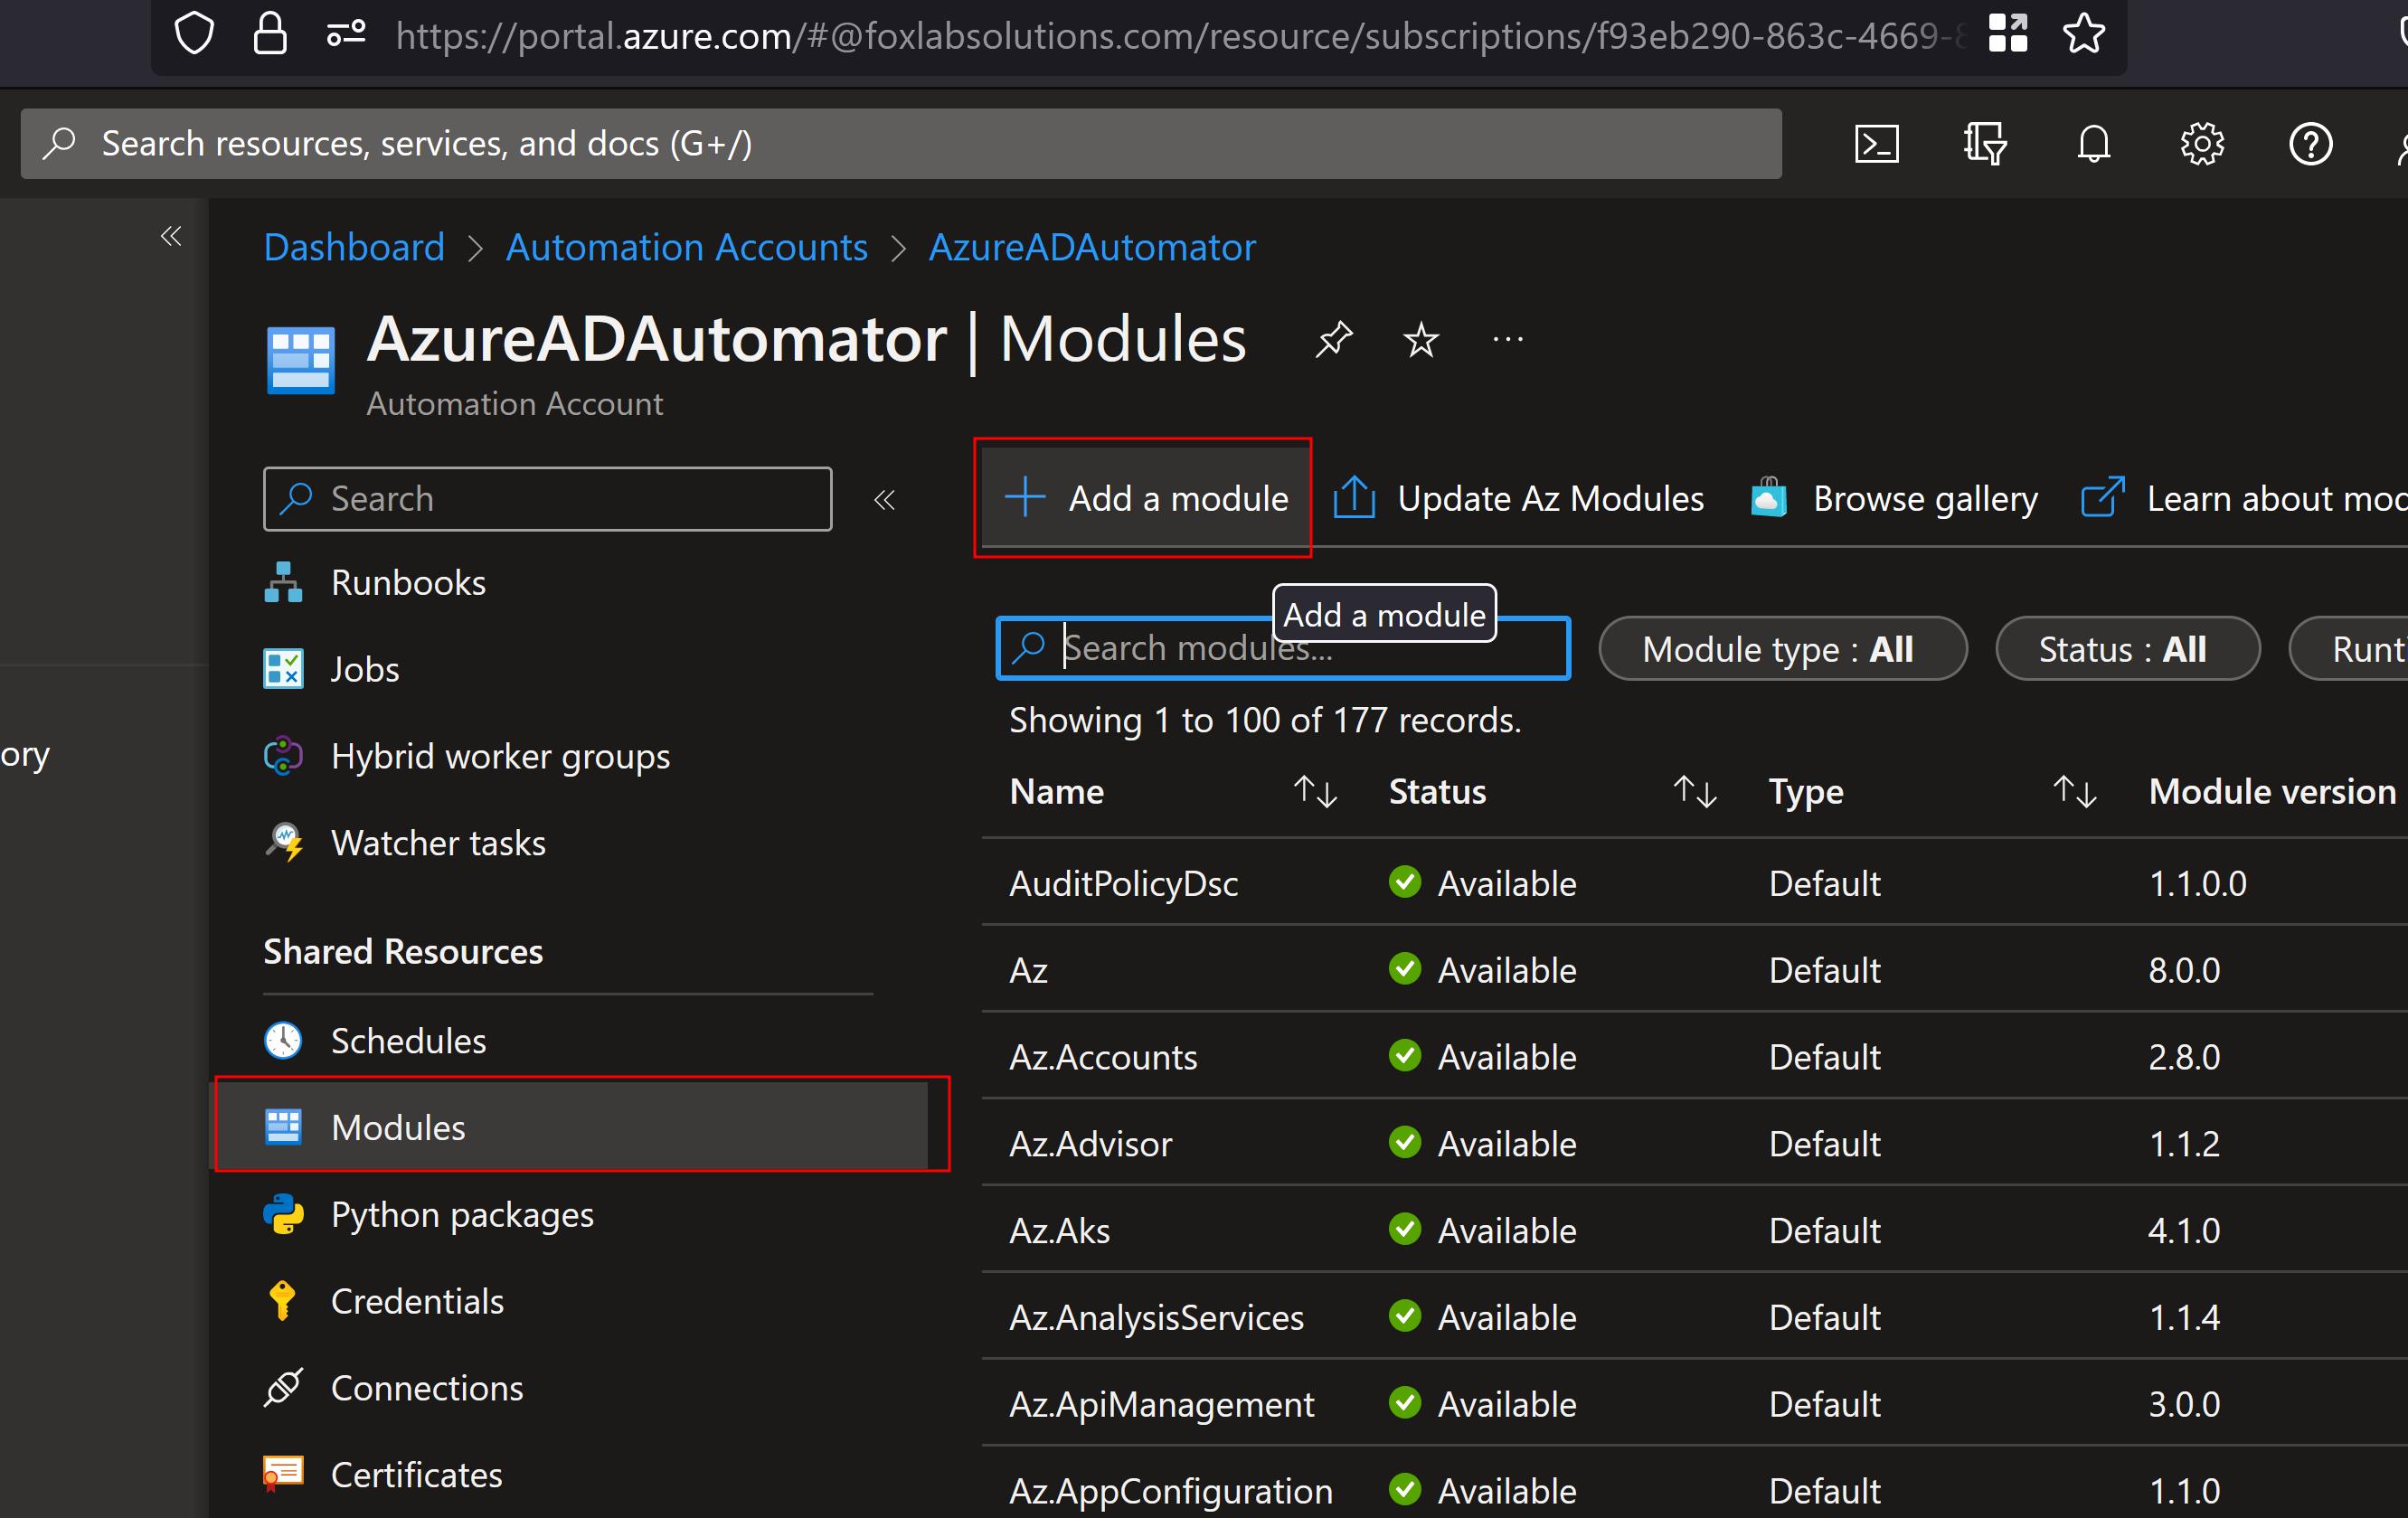 https://portal.azure.com/#@foxlabsolutions.com/resource/subscriptions/f93eb290-863c-4669-8
Search resources, services, and docs (G+/)
Dashboard > Automation Accounts > AzureADAutomator
AzureADAutomator | Modules ...
Automation Account
Search
Add a module
Update Az Modules
Browse gallery
Learn about mod
Runbooks
Jobs
Hybrid worker groups
Watcher tasks
Shared Resources
Schedules
Modules
Python packages
Credentials
Connections
Certificates
ory
Add a module
Search modules...
Module type : All
Status : All
Runti
Showing 1 to 100 of 177 records.
Name Status Type Module version
AuditPolicyDsc Available Default 1.1.0.0
Az Available Default 8.0.0
Az.Accounts Available Default 2.8.0
Az.Advisor Available Default 1.1.2
Az.Aks Available Default 4.1.0
Az.AnalysisServices Available Default 1.1.4
Az.ApiManagement Available Default 3.0.0
Az.AppConfiguration Available Default 1.1.0